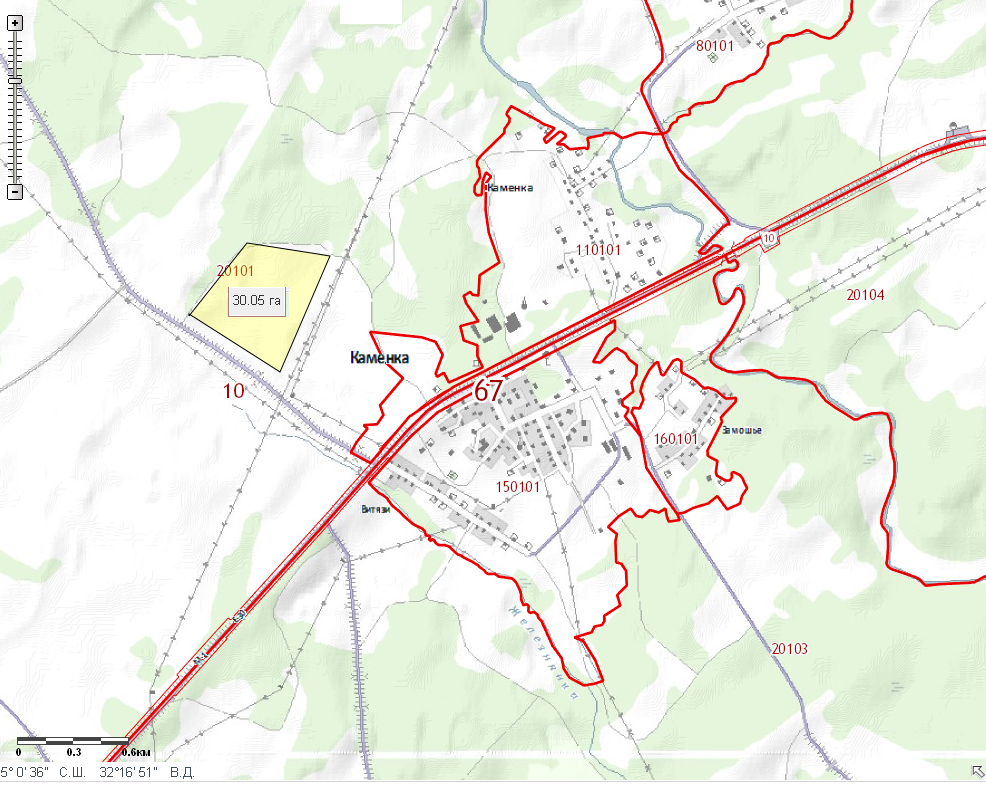 80101
Каменка
10
110101
20101
30.05 га
20104
Каменка
10
67
Замошье
160101
150101
Витязи
Железнянка
20103
0 0.3 0.6км
5° 0' 36" С.Ш. 32° 16' 51" В.Д.